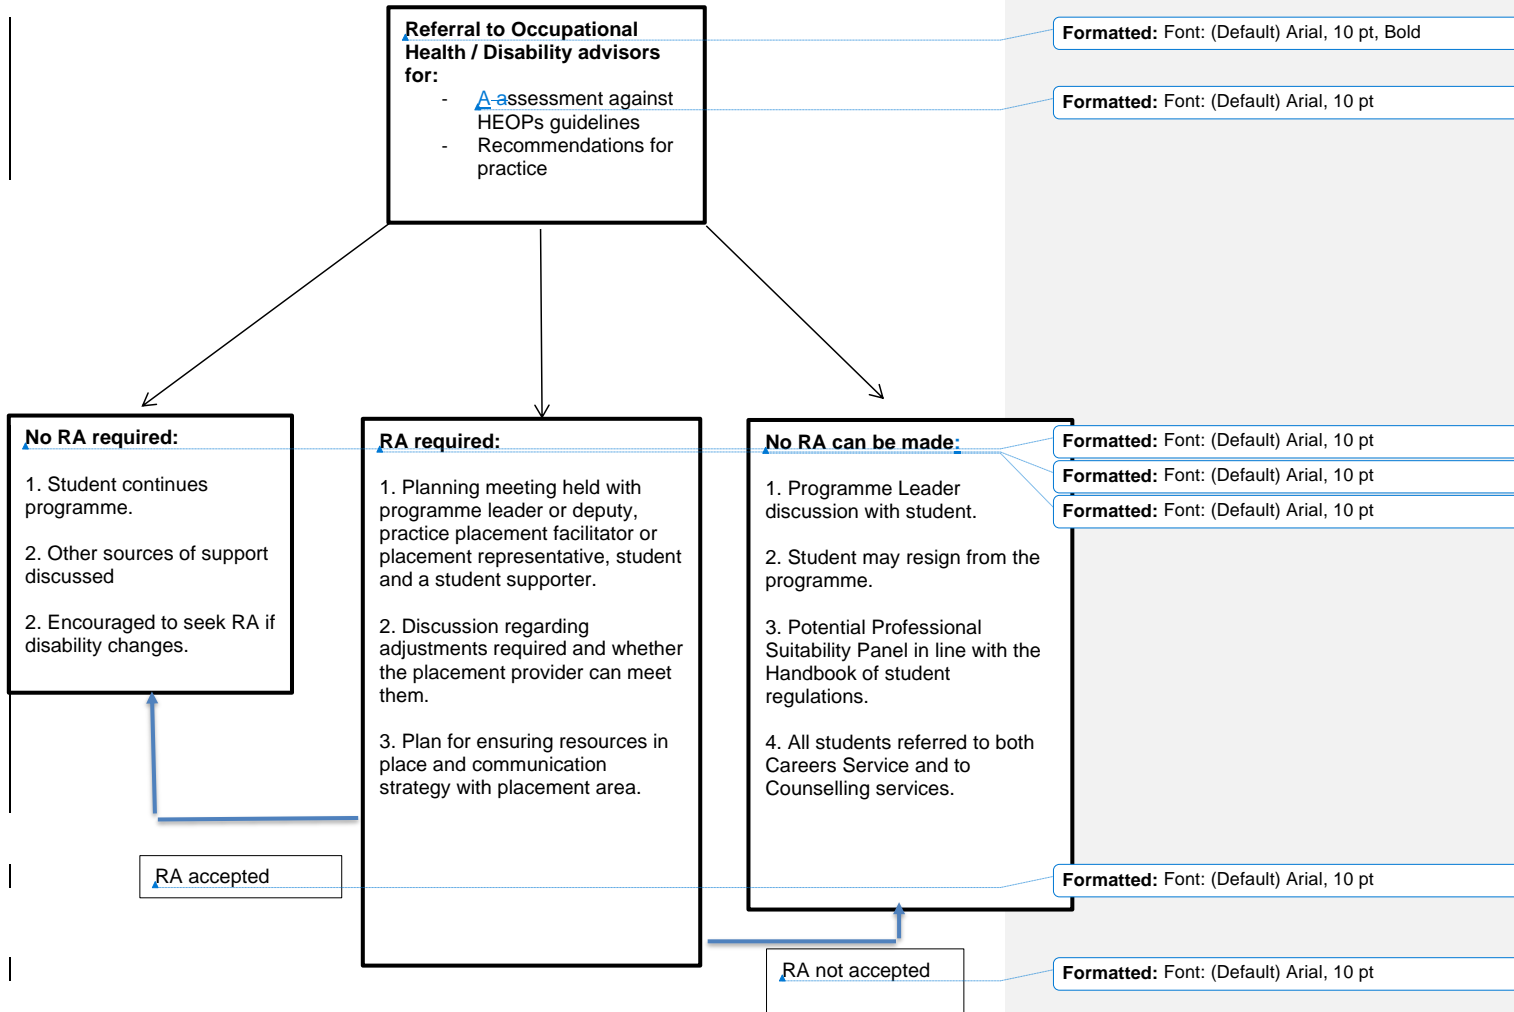 Referral to Occupational
Health / Disability advisors
for:
- A assessment against
HEOPs guidelines
- Recommendations for
practice
Formatted: Font: (Default) Arial, 10 pt, Bold
Formatted: Font: (Default) Arial, 10 pt
No RA required:
1. Student continues
programme.
2. Other sources of support
discussed
2. Encouraged to seek RA if
disability changes.
RA required:
1. Planning meeting held with
programme leader or deputy,
practice placement facilitator or
placement representative, student
and a student supporter.
2. Discussion regarding
adjustments required and whether
the placement provider can meet
them.
3. Plan for ensuring resources in
place and communication
strategy with placement area.
No RA can be made:
1. Programme Leader
discussion with student.
2. Student may resign from the
programme.
3. Potential Professional
Suitability Panel in line with the
Handbook of student
regulations.
4. All students referred to both
Careers Service and to
Counselling services.
Formatted: Font: (Default) Arial, 10 pt
Formatted: Font: (Default) Arial, 10 pt
Formatted: Font: (Default) Arial, 10 pt
RA accepted
Formatted: Font: (Default) Arial, 10 pt
RA not accepted
Formatted: Font: (Default) Arial, 10 pt